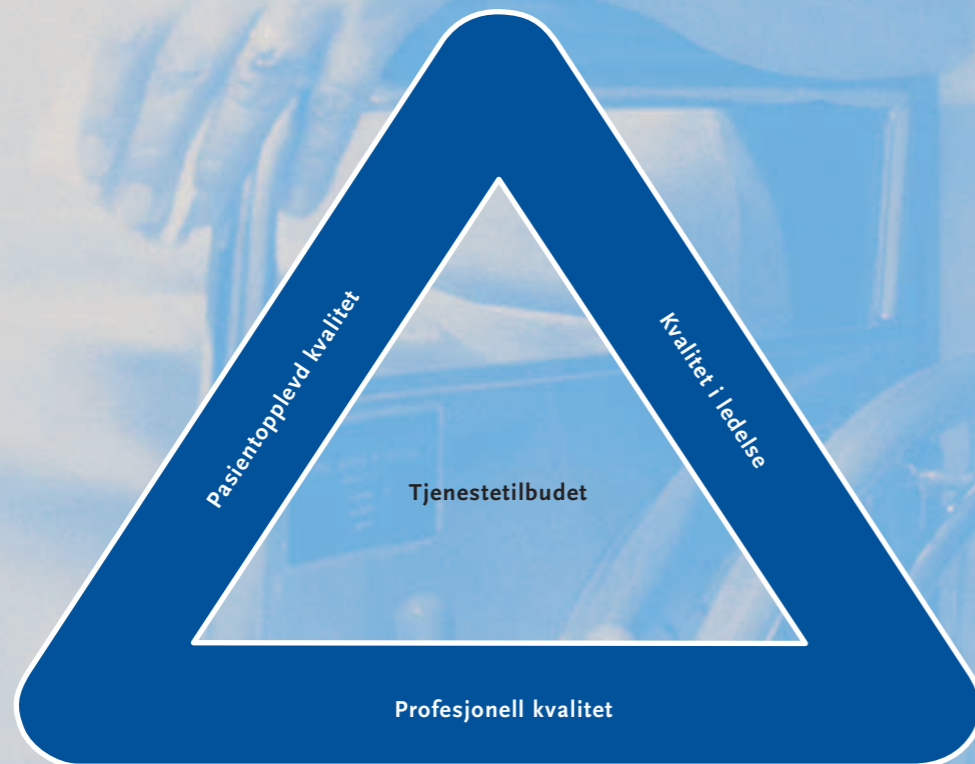 Pasientopplevd kvalitet
Kvalitet i ledelse
Tjenestetilbudet
Profesjonell kvalitet